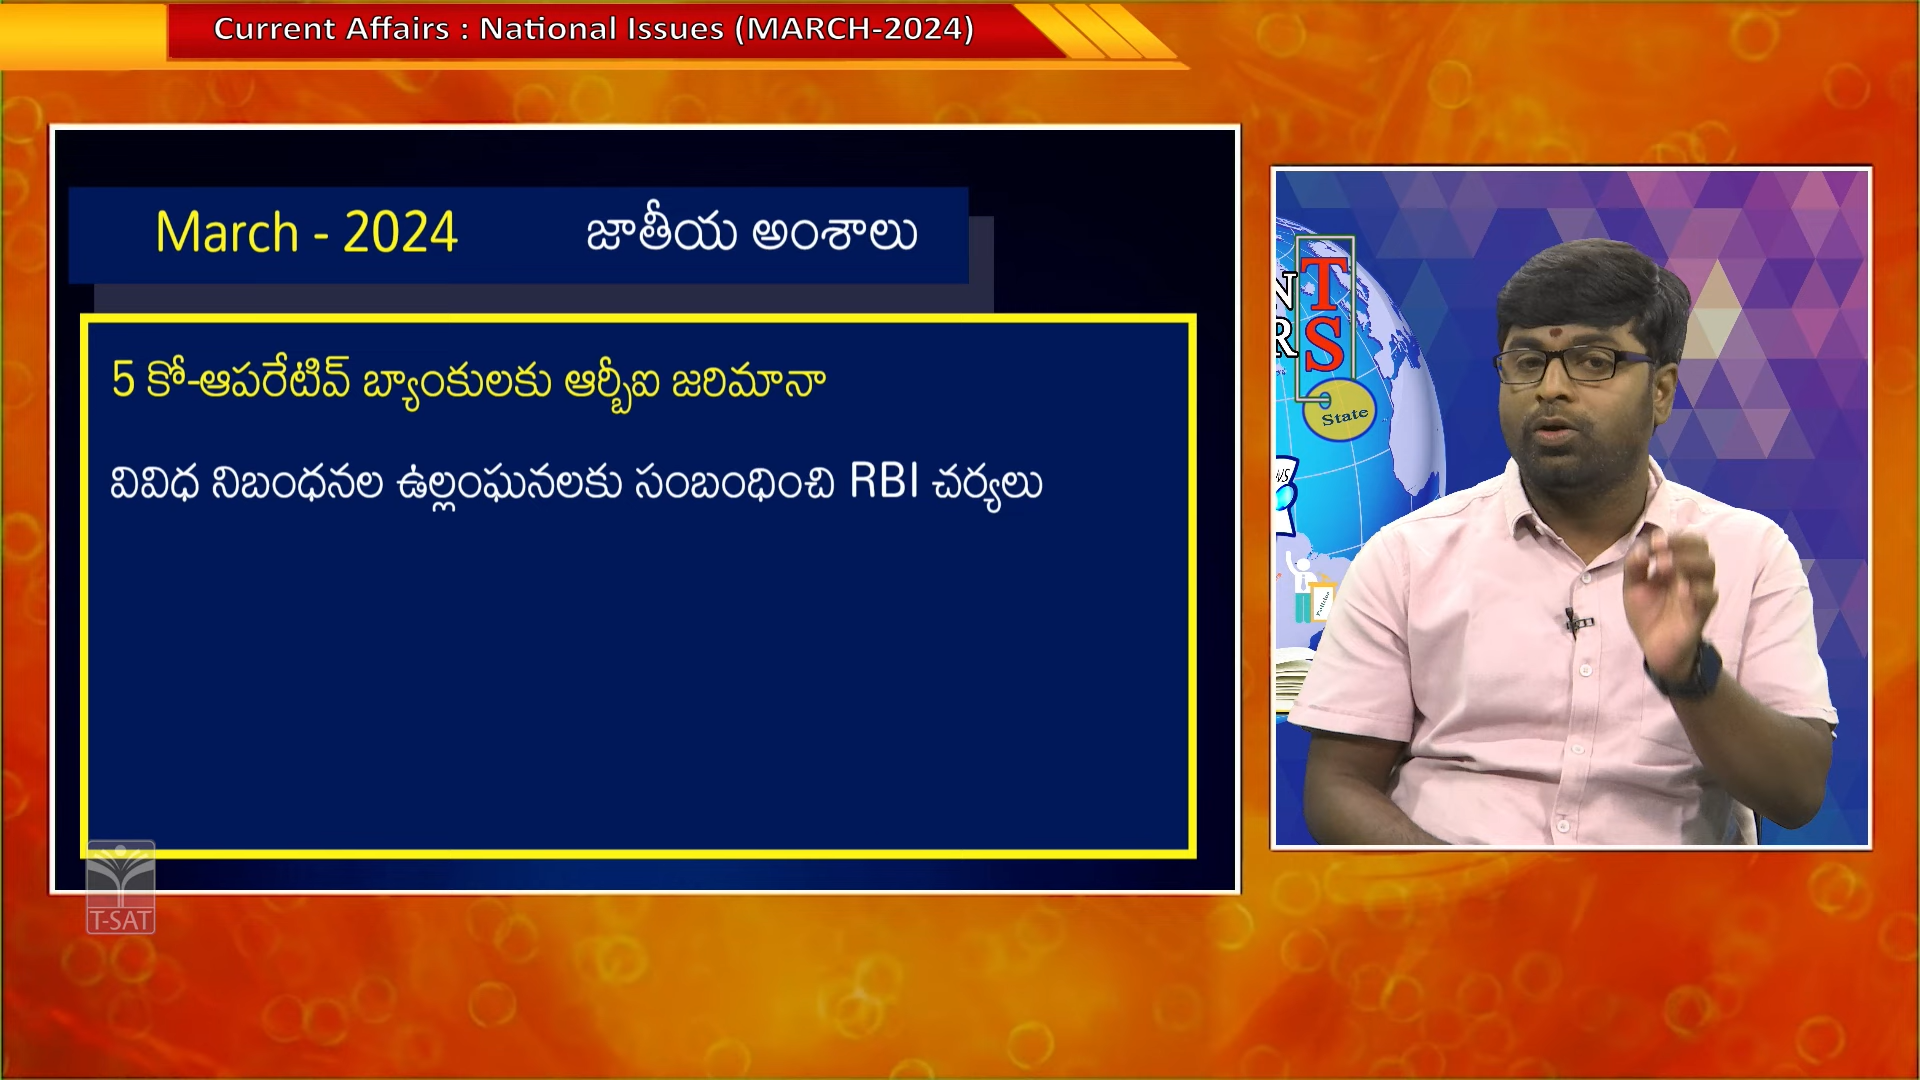 Current Affairs : National Issues (MARCH-2024)
March - 2024 జాతీయ అంశాలు
5 కో-ఆపరేటివ్ బ్యాంకులకు ఆర్బీఐ జరిమానా
వివిధ నిబంధనల ఉల్లంఘనలకు సంబంధించి RBI చర్యలు
TS
State
T-SAT